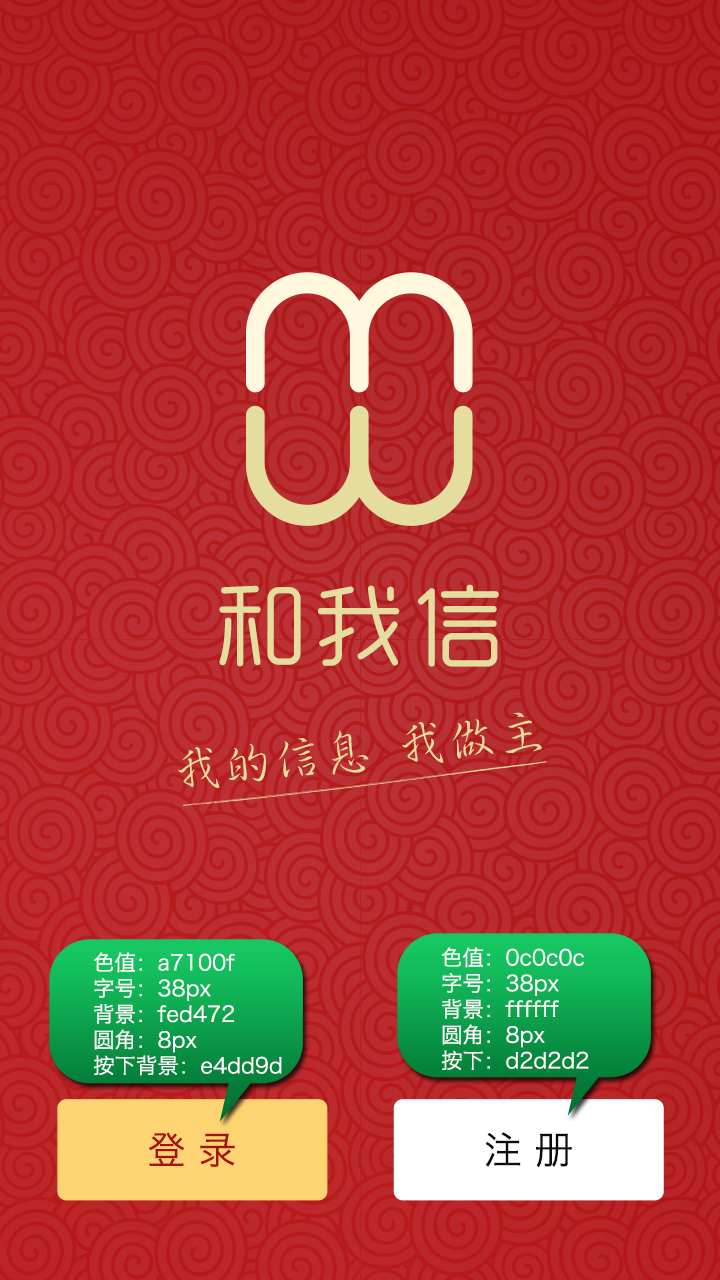 和我信
我的信息 我做主
色值：a7100f
字号：38px
背景：fed472
圆角：8px
按下背景：e4dd9d
色值：0c0c0c
字号：38px
背景：ffffff
圆角：8px
按下：d2d2d2
登录
注册